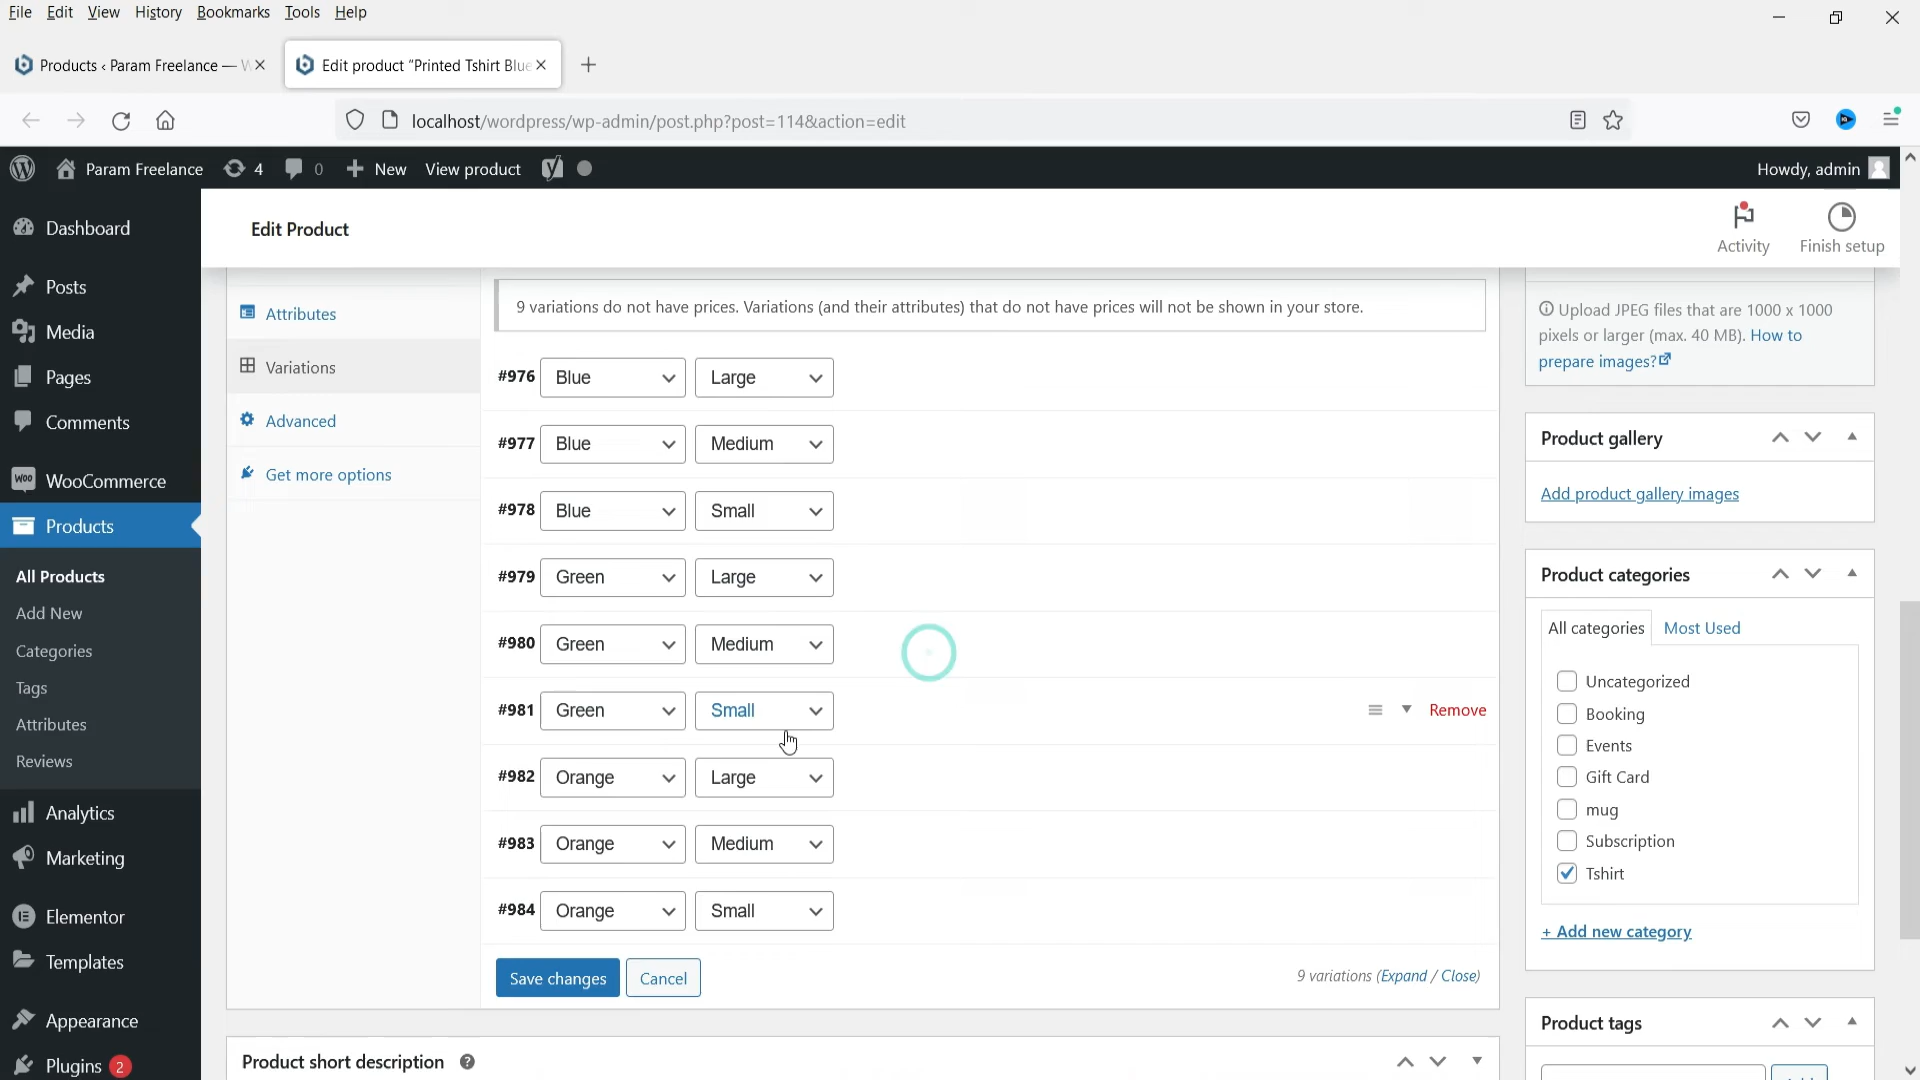 File Edit View History Bookmarks Tools Help
Products ‹ Param Freelance — W
Edit product “Printed Tshirt Blue
localhost/wordpress/wp-admin/post.php?post=114&action=edit
Param Freelance 4 0 New View product Howdy, admin
Edit Product
Activity
Finish setup
Dashboard
Posts
Media
Pages
Comments
WooCommerce
Products
All Products
Add New
Categories
Tags
Attributes
Reviews
Analytics
Marketing
Elementor
Templates
Appearance
Plugins 2
Attributes
Variations
Advanced
Get more options
9 variations do not have prices. Variations (and their attributes) that do not have prices will not be shown in your store.
#976 Blue Large
#977 Blue Medium
#978 Blue Small
#979 Green Large
#980 Green Medium
#981 Green Small Remove
#982 Orange Large
#983 Orange Medium
#984 Orange Small
Save changes Cancel 9 variations (Expand / Close)
Product short description
Upload JPEG files that are 1000 x 1000
pixels or larger (max. 40 MB). How to
prepare images?
Product gallery
Add product gallery images
Product categories
All categories Most Used
Uncategorized
Booking
Events
Gift Card
mug
Subscription
Tshirt
+ Add new category
Product tags